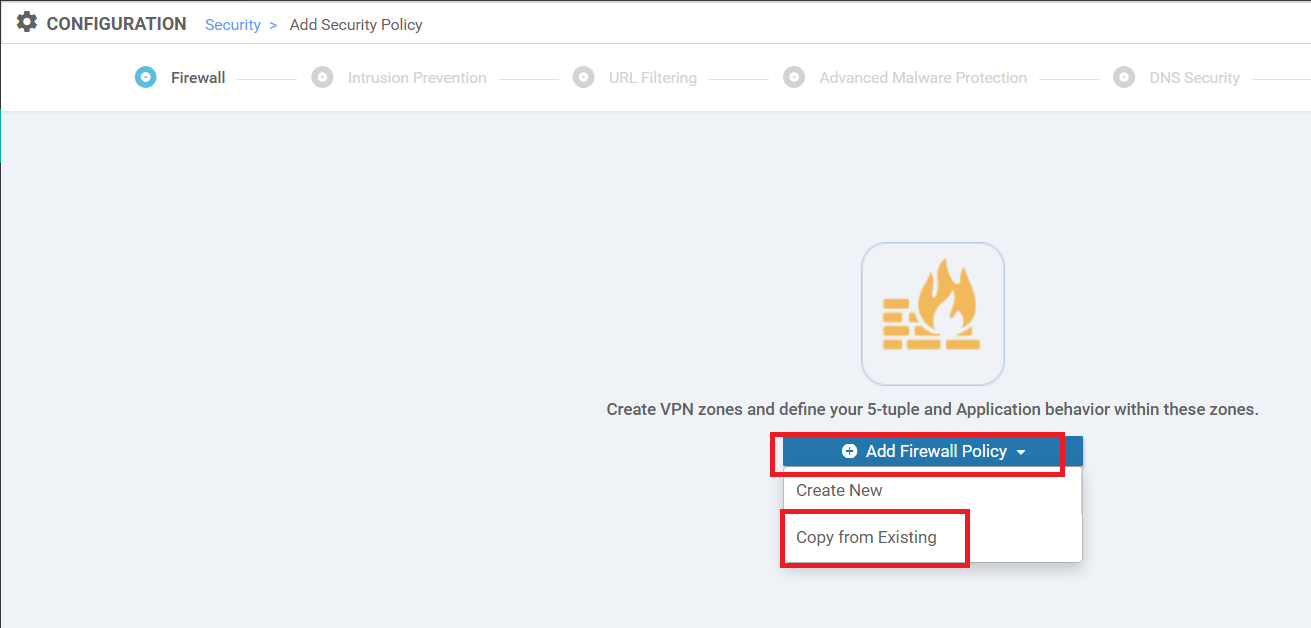 CONFIGURATION Security > Add Security Policy
Firewall Intrusion Prevention URL Filtering Advanced Malware Protection DNS Security
Create VPN zones and define your 5-tuple and Application behavior within these zones.
Add Firewall Policy
Create New
Copy from Existing